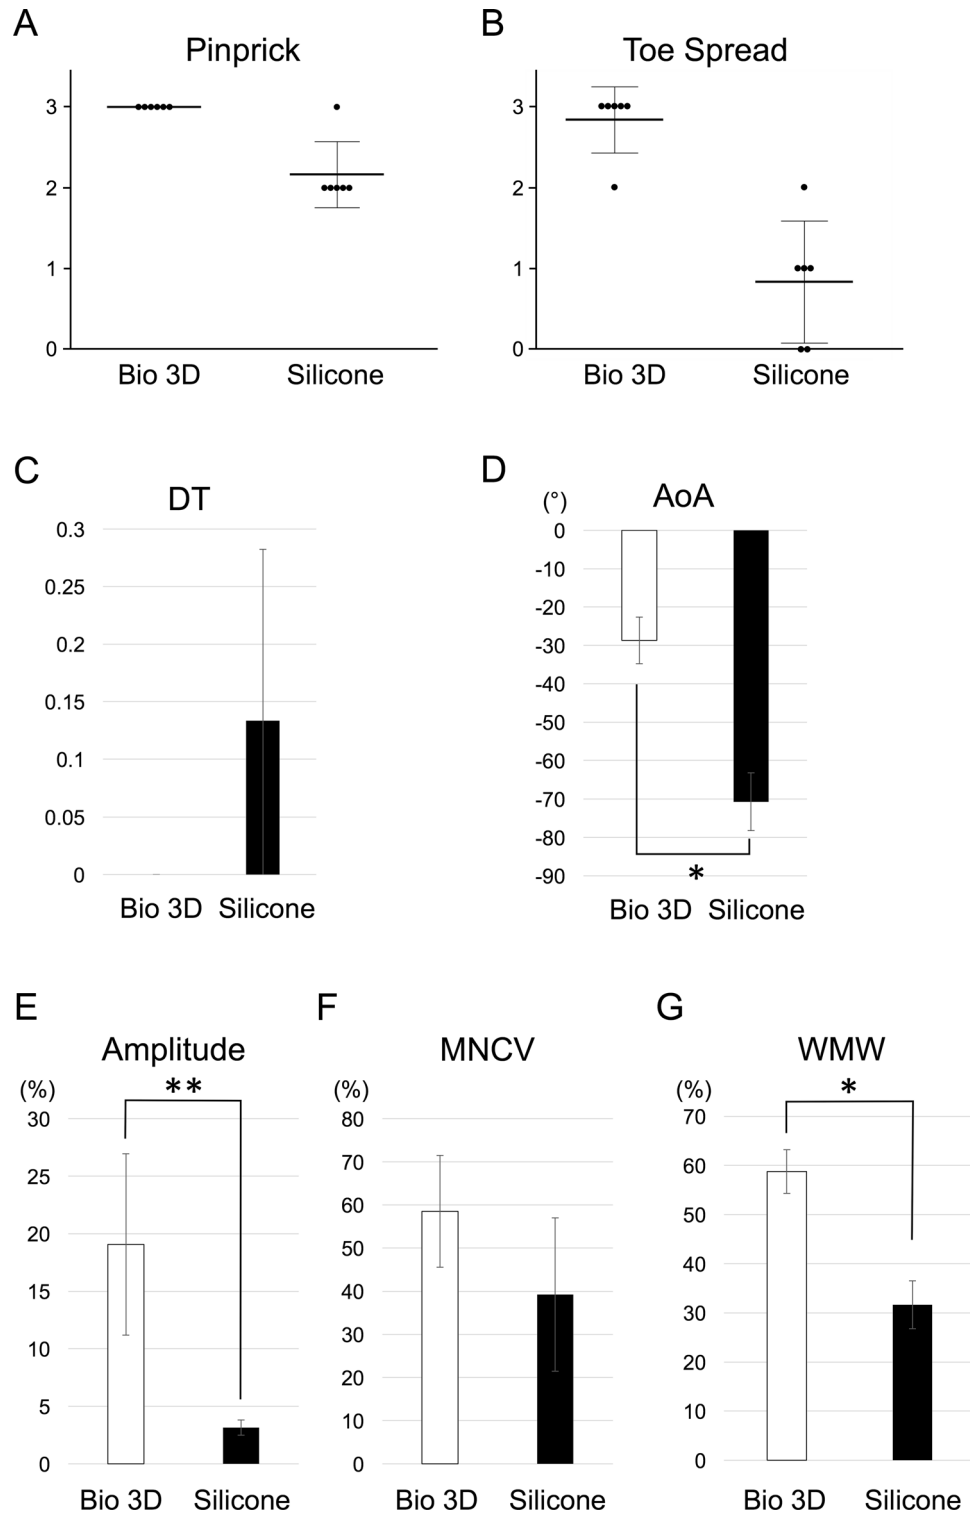 A
Pinprick
3
2
1
0
Bio 3D Silicone
B
Toe Spread
3
2
1
0
Bio 3D Silicone
C
DT
0.3
0.25
0.2
0.15
0.1
0.05
0
Bio 3D Silicone
D
AoA
(°)
0
-10
-20
-30
-40
-50
-60
-70
-80
-90
*
Bio 3D Silicone
E
Amplitude
(%)
**
30
25
20
15
10
5
0
Bio 3D Silicone
F
MNCV
(%)
80
70
60
50
40
30
20
10
0
Bio 3D Silicone
G
WMW
(%)
*
70
60
50
40
30
20
10
0
Bio 3D Silicone